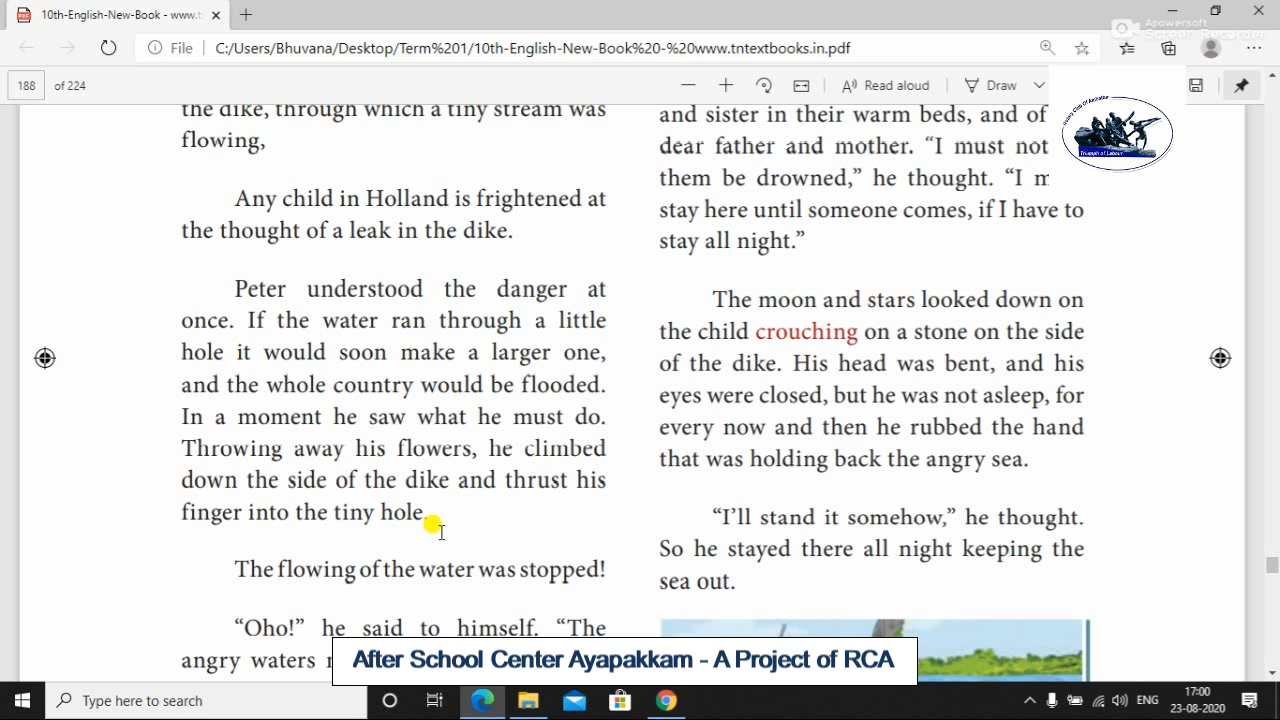 10th-English-New-Book - www.t
Apowersoft
Screen Recorder
File
C:/Users/Bhuvana/Desktop/Term%201/10th-English-New-Book%20-%20www.tntextbooks.in.pdf
188 of 224
Read aloud
Draw
Triumph of Labour
the dike, through which a tiny stream was
flowing,
Any child in Holland is frightened at
the thought of a leak in the dike.
Peter understood the danger at
once. If the water ran through a little
hole it would soon make a larger one,
and the whole country would be flooded.
In a moment he saw what he must do.
Throwing away his flowers, he climbed
down the side of the dike and thrust his
finger into the tiny hole.
The flowing of the water was stopped!
“Oho!” he said to himself. “The
angry waters
and sister in their warm beds, and of
dear father and mother. “I must not
them be drowned,” he thought. “I m
stay here until someone comes, if I have to
stay all night.”
The moon and stars looked down on
the child crouching on a stone on the side
of the dike. His head was bent, and his
eyes were closed, but he was not asleep, for
every now and then he rubbed the hand
that was holding back the angry sea.
“I’ll stand it somehow,” he thought.
So he stayed there all night keeping the
sea out.
After School Center Ayapakkam - A Project of RCA
Type here to search
ENG
17:00
23-08-2020